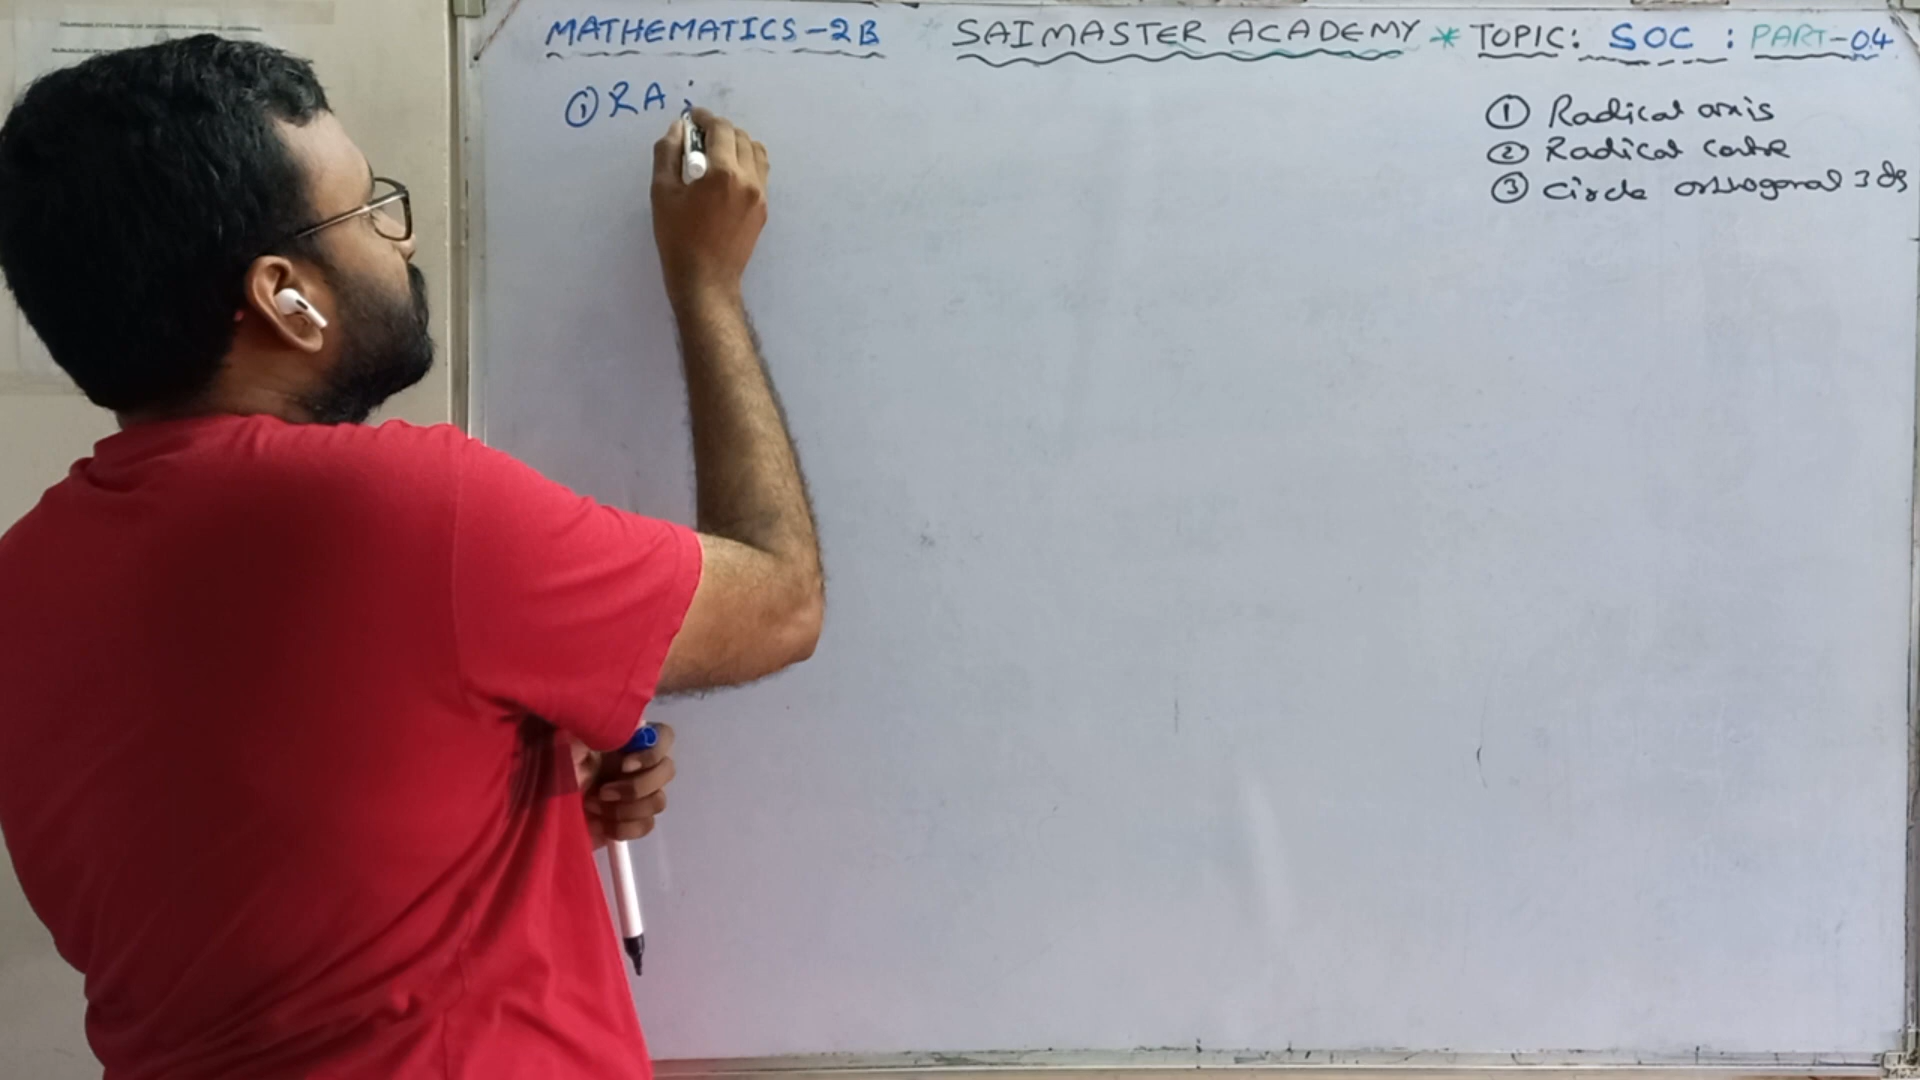 MATHEMATICS-2B * SAIMASTER ACADEMY * TOPIC: SOC : PART-04
① RA :
① Radical axis
② Radical centre
③ Circle orthogonal 3